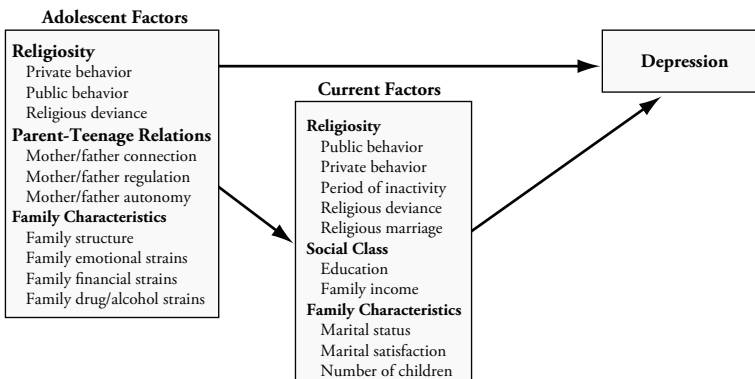 Adolescent Factors
Religiosity
Private behavior
Public behavior
Religious deviance
Parent-Teenage Relations
Mother/father connection
Mother/father regulation
Mother/father autonomy
Family Characteristics
Family structure
Family emotional strains
Family financial strains
Family drug/alcohol strains
Current Factors
Religiosity
Public behavior
Private behavior
Period of inactivity
Religious deviance
Religious marriage
Social Class
Education
Family income
Family Characteristics
Marital status
Marital satisfaction
Number of children
Depression